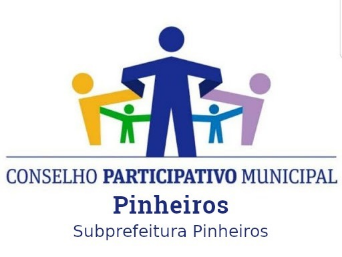 CONSELHO PARTICIPATIVO MUNICIPAL
Pinheiros
Subprefeitura Pinheiros